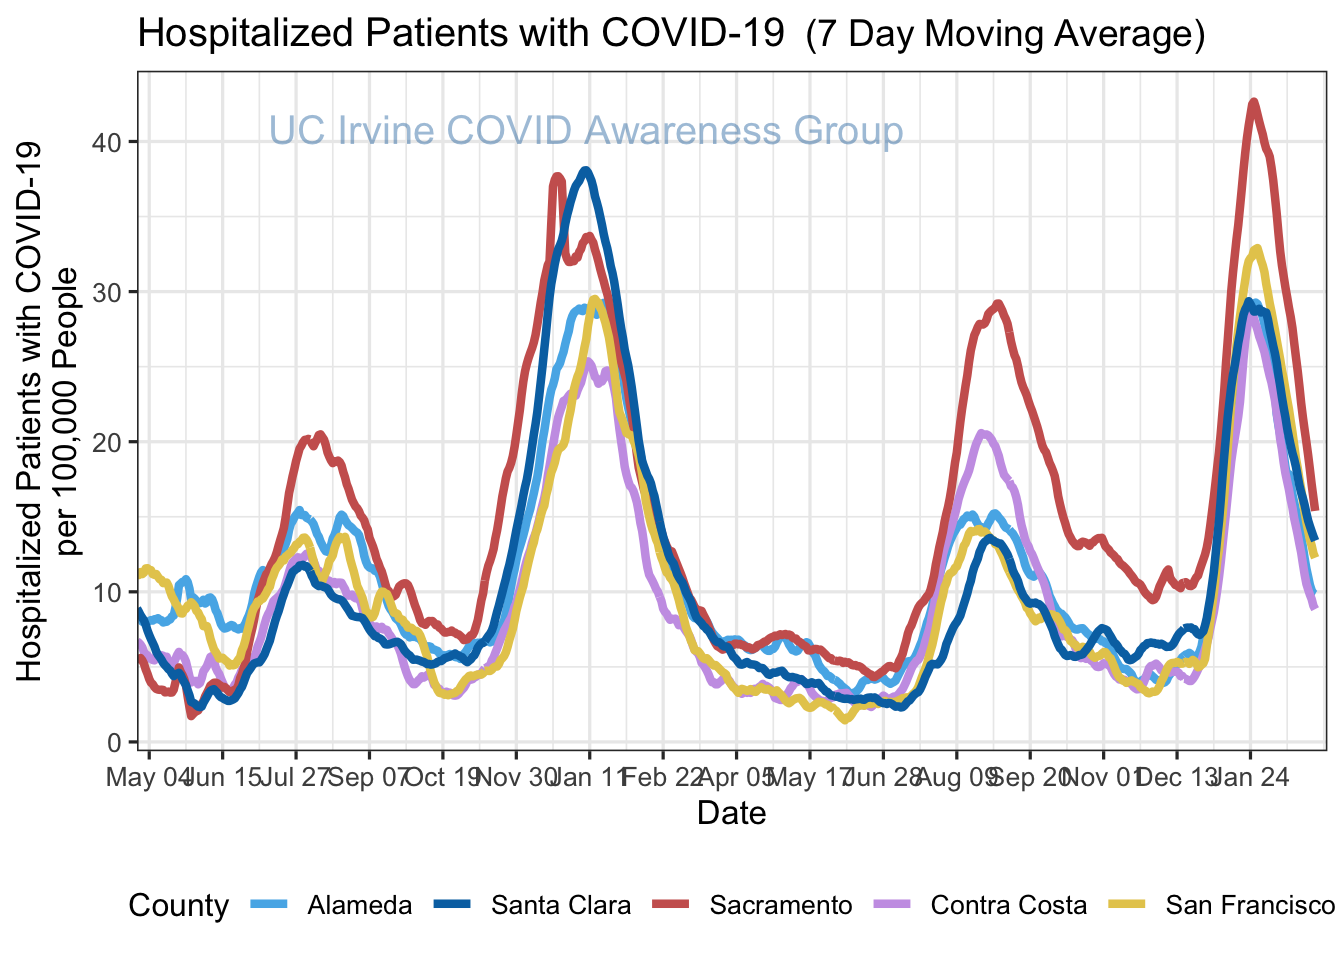 Hospitalized Patients with COVID-19  (7 Day Moving Average)
UC Irvine COVID Awareness Group
Hospitalized Patients with COVID-19
per 100,000 People
40
30
20
10
0
May 04 Jun 15 Jul 27 Sep 07 Oct 19 Nov 30 Jan 11 Feb 22 Apr 05 May 17 Jun 28 Aug 09 Sep 20 Nov 01 Dec 13 Jan 24
Date
County Alameda Santa Clara Sacramento Contra Costa San Francisco